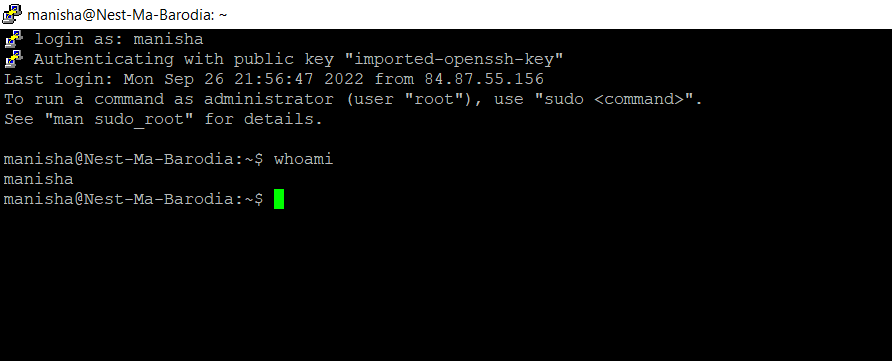 manisha@Nest-Ma-Barodia: ~
login as: manisha
Authenticating with public key "imported-openssh-key"
Last login: Mon Sep 26 21:56:47 2022 from 84.87.55.156
To run a command as administrator (user "root"), use "sudo <command>".
See "man sudo_root" for details.
manisha@Nest-Ma-Barodia:~$ whoami
manisha
manisha@Nest-Ma-Barodia:~$